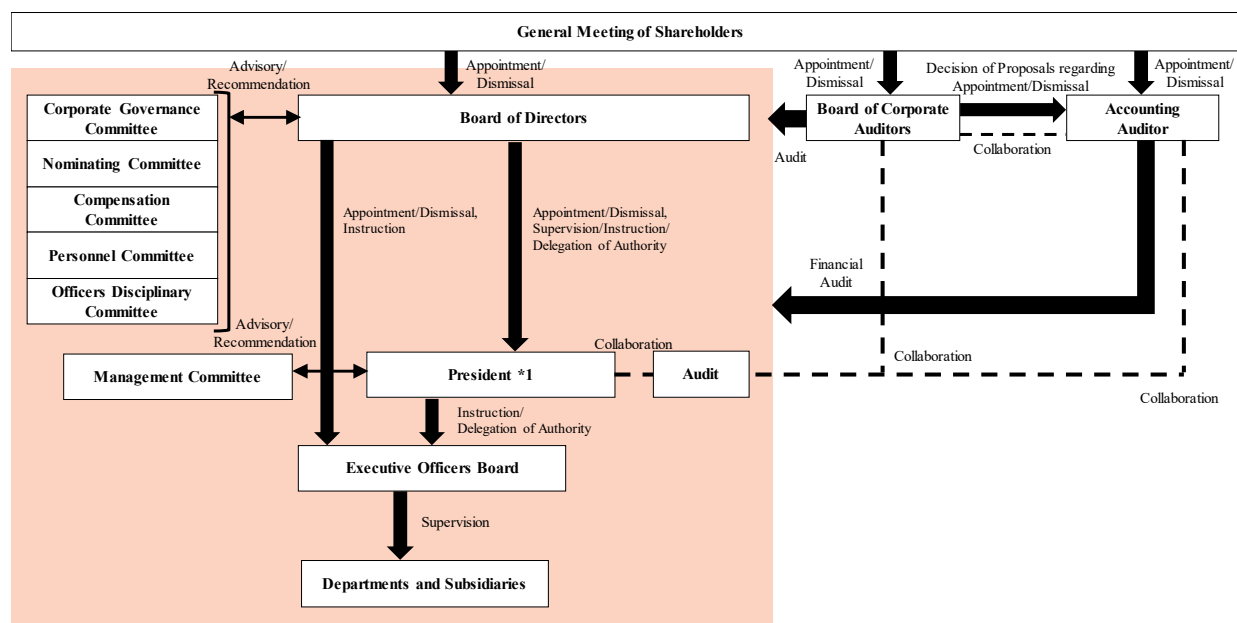 General Meeting of Shareholders
Advisory/
Recommendation
Appointment/
Dismissal
Appointment/
Dismissal
Decision of Proposals regarding
Appointment/Dismissal
Appointment/
Dismissal
Corporate Governance
Committee
Nominating Committee
Compensation
Committee
Personnel Committee
Officers Disciplinary
Committee
Board of Directors
Board of Corporate
Auditors
Accounting
Auditor
Audit
Collaboration
Appointment/Dismissal,
Instruction
Appointment/Dismissal,
Supervision/Instruction/
Delegation of Authority
Financial
Audit
Advisory/
Recommendation
Management Committee
President *1
Collaboration
Audit
Collaboration
Collaboration
Instruction/
Delegation of Authority
Executive Officers Board
Supervision
Departments and Subsidiaries